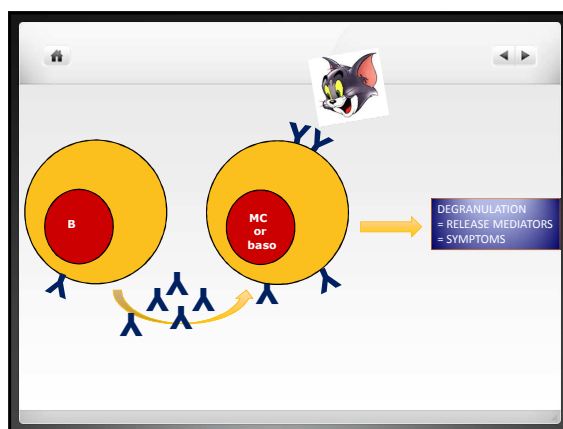 B
MC
or
baso
DEGRANULATION
= RELEASE MEDIATORS
= SYMPTOMS